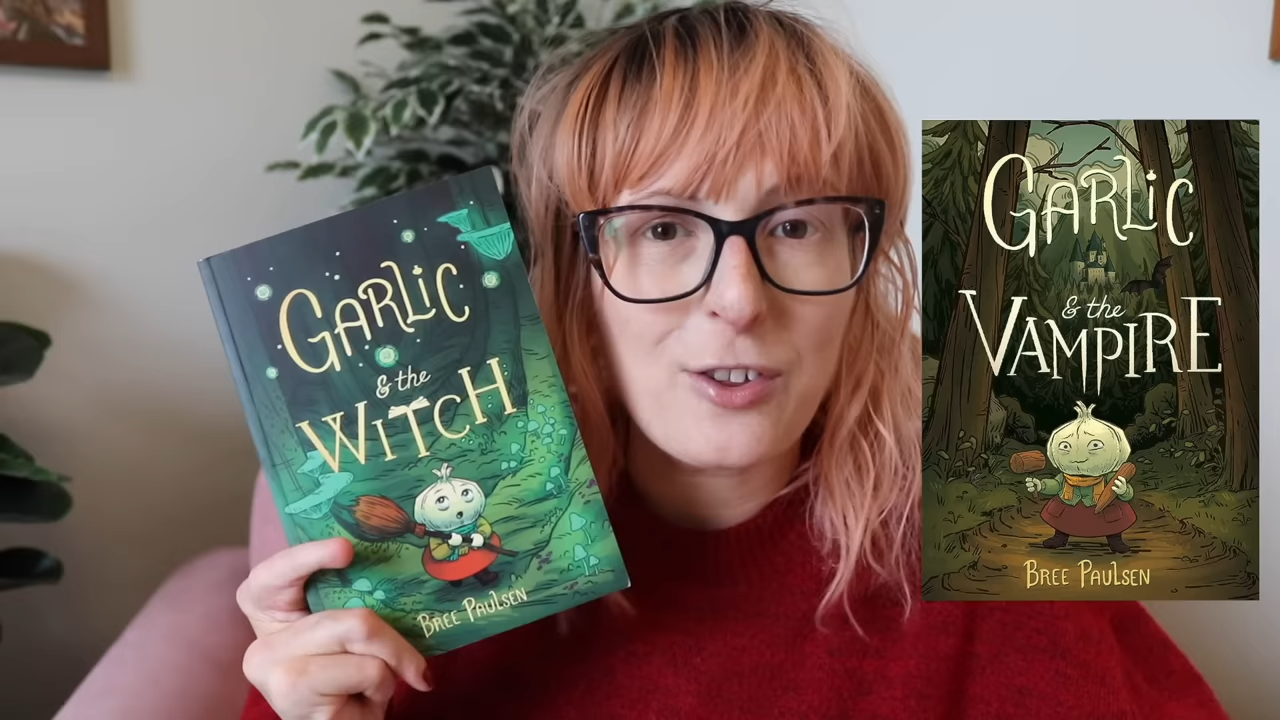 GARLiC
& the
WiTCH
BREE PAULSEN
GARLiC
& the
VAMPiRE
BREE PAULSEN